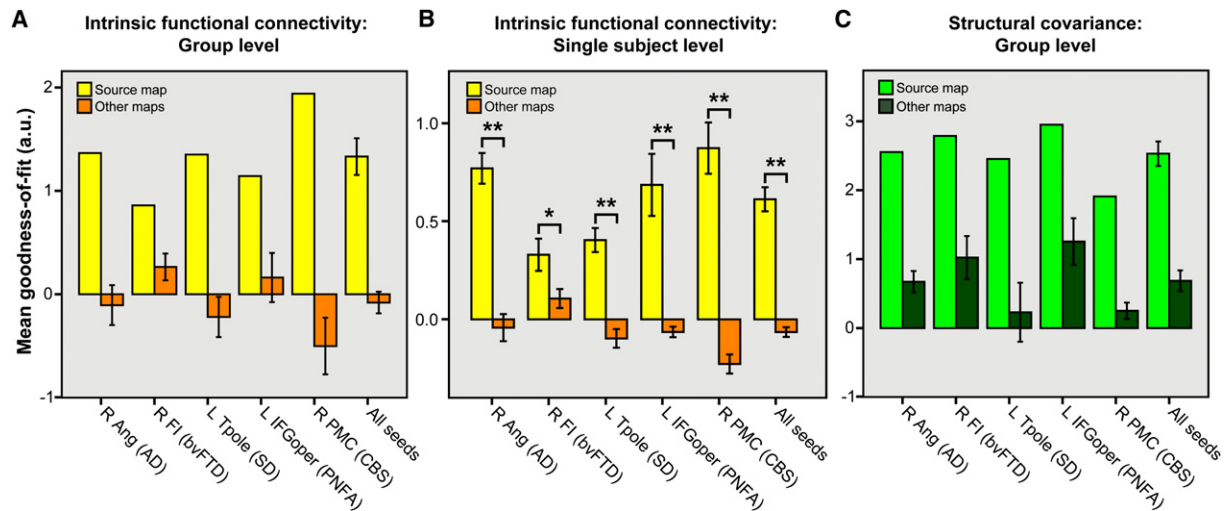 A
Intrinsic functional connectivity:
Group level
Mean goodness-of-fit (a.u.)
2
1
0
-1
Source map
Other maps
R Ang (AD)
R FI (bvFTD)
L Tpole (SD)
L IFGoper (PNFA)
R PMC (CBS)
All seeds
B
Intrinsic functional connectivity:
Single subject level
1.0
0.5
0.0
Source map
Other maps
**
*
**
**
**
**
R Ang (AD)
R FI (bvFTD)
L Tpole (SD)
L IFGoper (PNFA)
R PMC (CBS)
All seeds
C
Structural covariance:
Group level
3
2
1
0
-1
Source map
Other maps
R Ang (AD)
R FI (bvFTD)
L Tpole (SD)
L IFGoper (PNFA)
R PMC (CBS)
All seeds